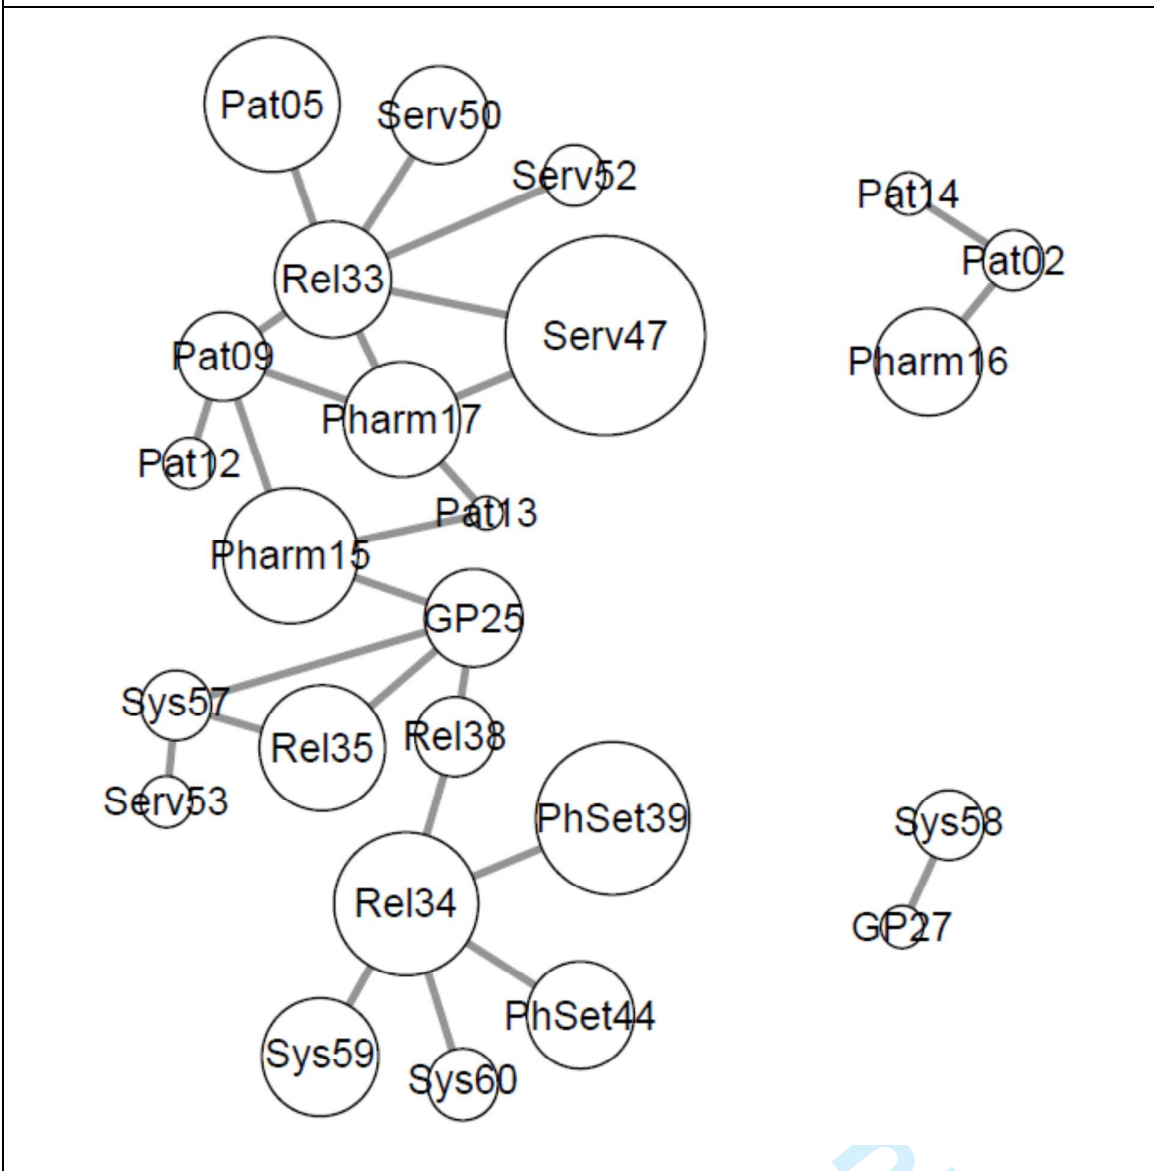 Pat05
Serv50
Serv52
Pat14
Pat02
Rel33
Serv47
Pat09
Pharm16
Pharm17
Pat12
Pat13
Pharm15
GP25
Sys57
Rel35
Rel38
Serv53
PhSet39
Sys58
Rel34
GP27
PhSet44
Sys59
Sys60